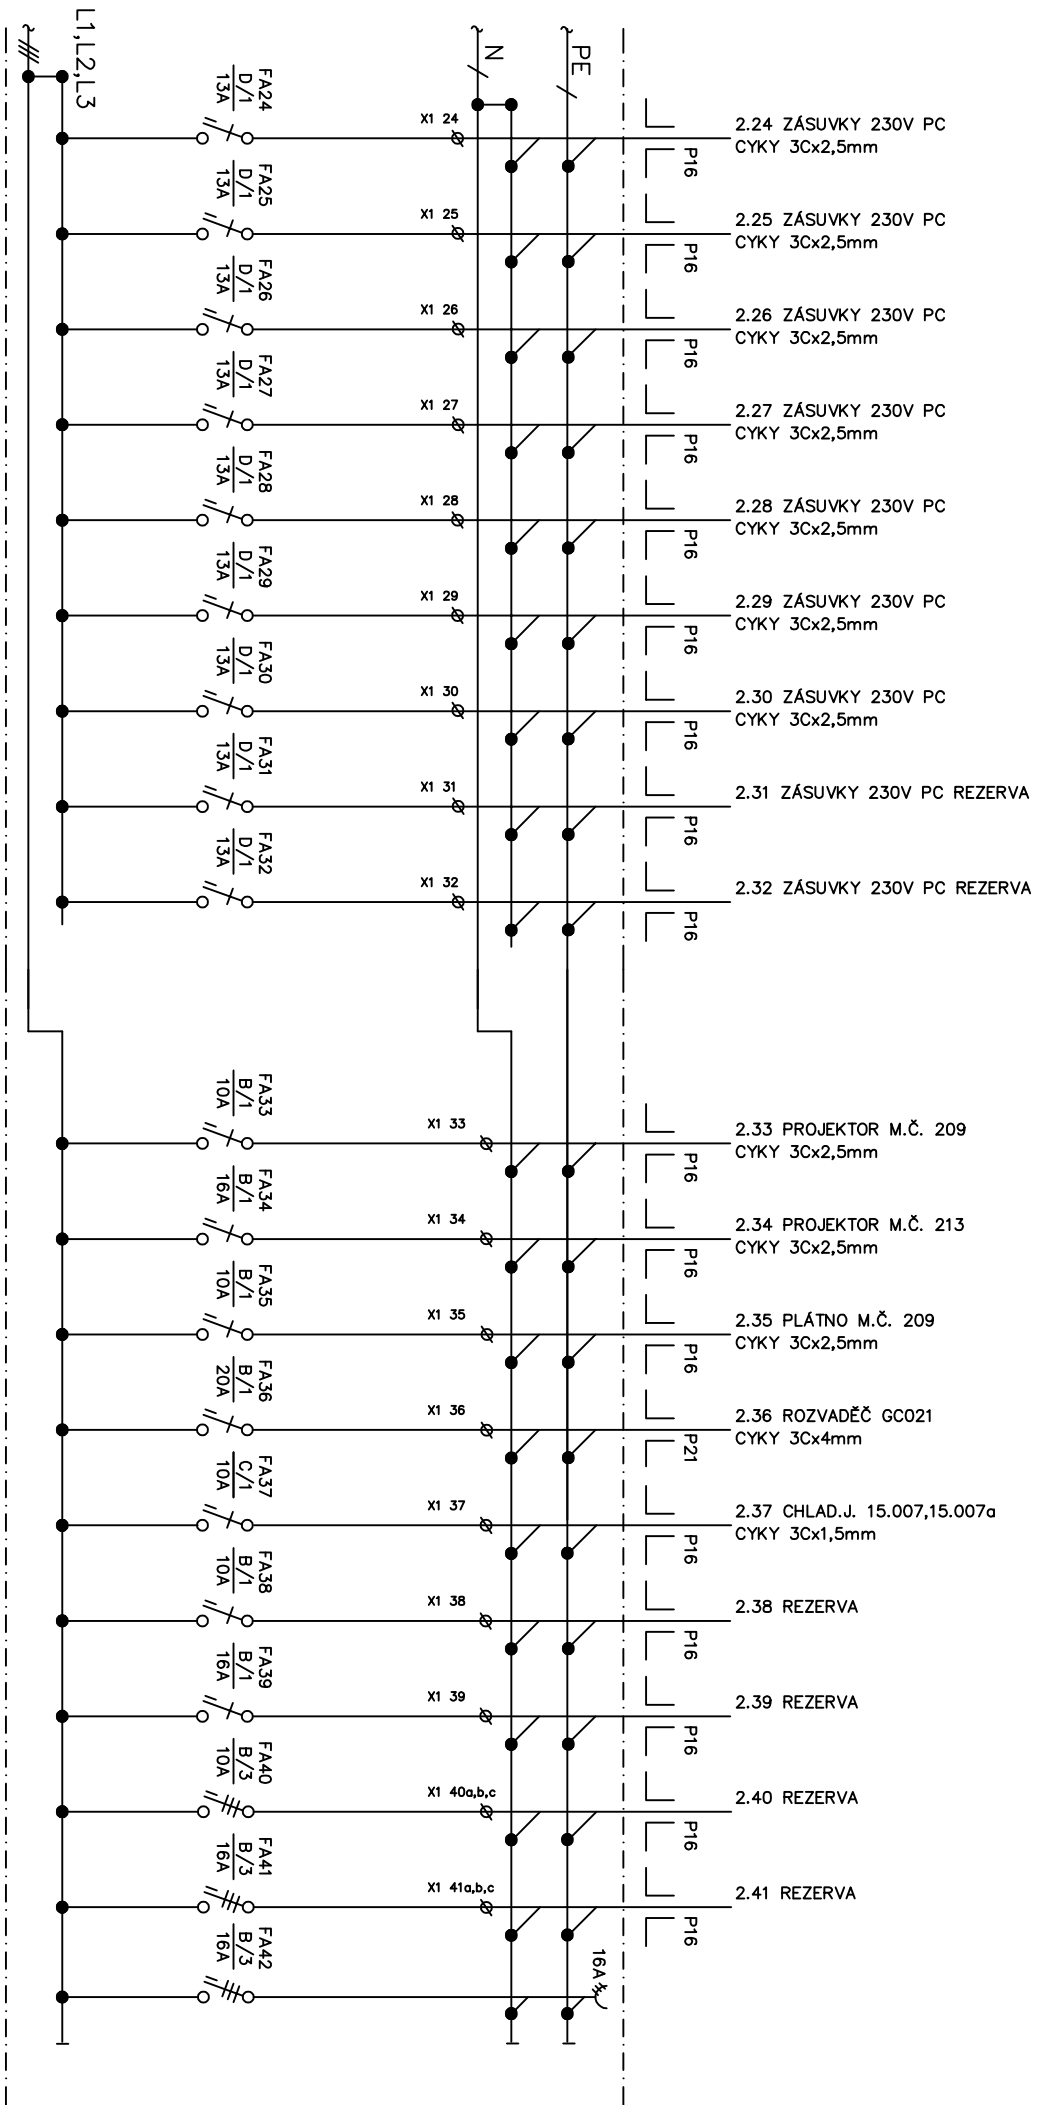 L1,L2,L3
N
PE
FA24
D/1
13A
X1 24
P16
2.24 ZÁSUVKY 230V PC
CYKY 3Cx2,5mm
FA25
D/1
13A
X1 25
P16
2.25 ZÁSUVKY 230V PC
CYKY 3Cx2,5mm
FA26
D/1
13A
X1 26
P16
2.26 ZÁSUVKY 230V PC
CYKY 3Cx2,5mm
FA27
D/1
13A
X1 27
P16
2.27 ZÁSUVKY 230V PC
CYKY 3Cx2,5mm
FA28
D/1
13A
X1 28
P16
2.28 ZÁSUVKY 230V PC
CYKY 3Cx2,5mm
FA29
D/1
13A
X1 29
P16
2.29 ZÁSUVKY 230V PC
CYKY 3Cx2,5mm
FA30
D/1
13A
X1 30
P16
2.30 ZÁSUVKY 230V PC
CYKY 3Cx2,5mm
FA31
D/1
13A
X1 31
P16
2.31 ZÁSUVKY 230V PC REZERVA
FA32
D/1
13A
X1 32
P16
2.32 ZÁSUVKY 230V PC REZERVA
FA33
B/1
10A
X1 33
P16
2.33 PROJEKTOR M.Č. 209
CYKY 3Cx2,5mm
FA34
B/1
16A
X1 34
P16
2.34 PROJEKTOR M.Č. 213
CYKY 3Cx2,5mm
FA35
B/1
10A
X1 35
P16
2.35 PLÁTNO M.Č. 209
CYKY 3Cx2,5mm
FA36
B/1
20A
X1 36
P21
2.36 ROZVADĚČ GC021
CYKY 3Cx4mm
FA37
C/1
10A
X1 37
P16
2.37 CHLAD.J. 15.007,15.007a
CYKY 3Cx1,5mm
FA38
B/1
10A
X1 38
P16
2.38 REZERVA
FA39
B/1
16A
X1 39
P16
2.39 REZERVA
FA40
B/3
10A
X1 40a,b,c
P16
2.40 REZERVA
FA41
B/3
16A
X1 41a,b,c
P16
2.41 REZERVA
FA42
B/3
16A
16A